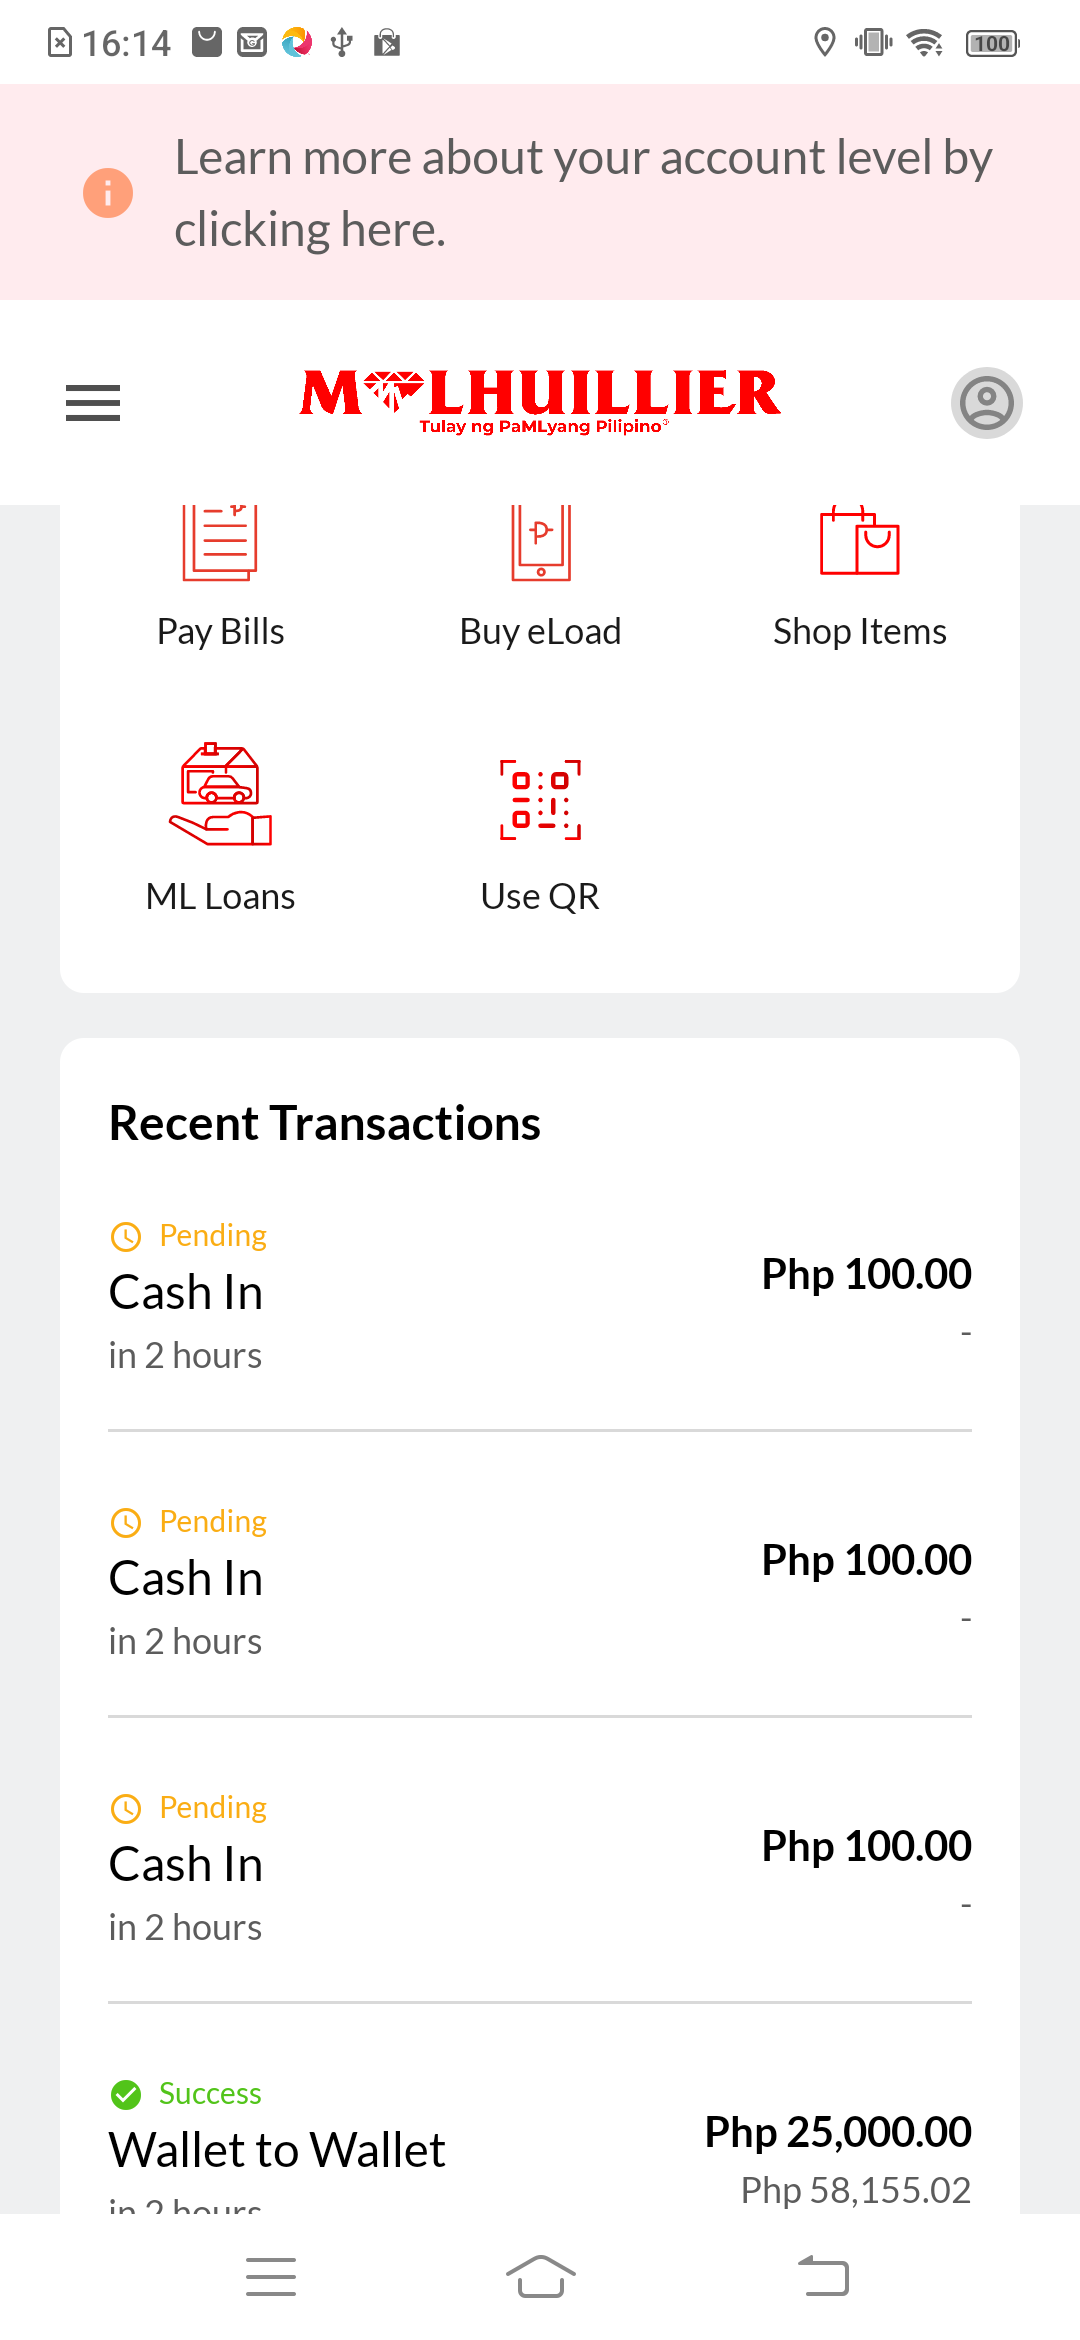 16:14
100
Learn more about your account level by
clicking here.
M LHUILLIER
Tulay ng PaMLyang Pilipino®
Pay Bills
Buy eLoad
Shop Items
ML Loans
Use QR
Recent Transactions
Pending
Cash In
Php 100.00
-
in 2 hours
Pending
Cash In
Php 100.00
-
in 2 hours
Pending
Cash In
Php 100.00
-
in 2 hours
Success
Wallet to Wallet
Php 25,000.00
Php 58,155.02
in 2 hours